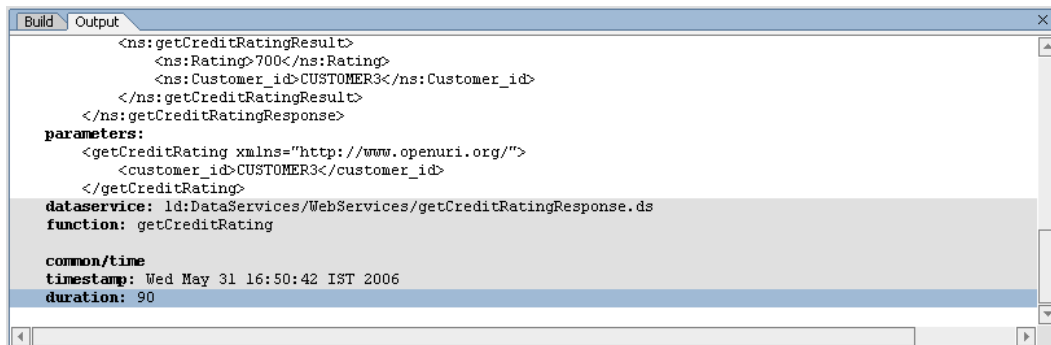 Build Output
<ns:getCreditRatingResult>
<ns:Rating>700</ns:Rating>
<ns:Customer_id>CUSTOMER3</ns:Customer_id>
</ns:getCreditRatingResult>
</ns:getCreditRatingResponse>
parameters:
<getCreditRating xmlns="http://www.openuri.org/">
<customer_id>CUSTOMER3</customer_id>
</getCreditRating>
dataservice: ld:DataServices/WebServices/getCreditRatingResponse.ds
function: getCreditRating
common/time
timestamp: Wed May 31 16:50:42 IST 2006
duration: 90